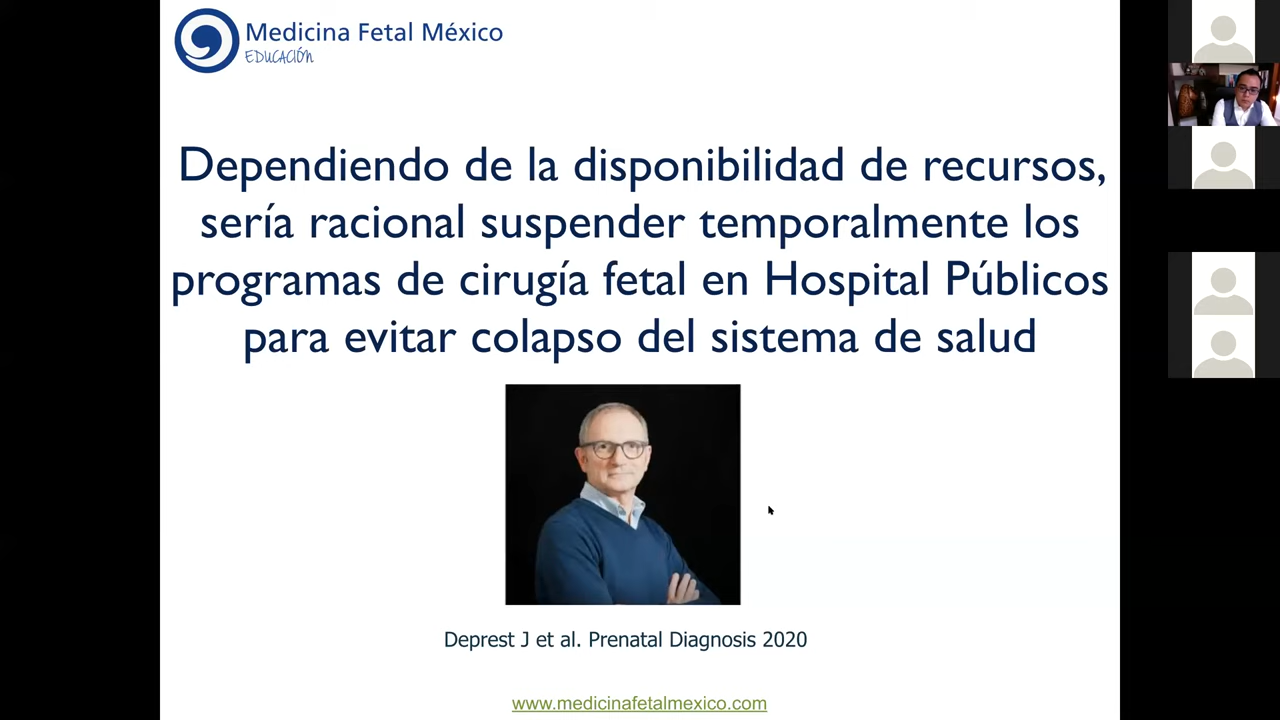 Medicina Fetal México
EDUCACIÓN
Dependiendo de la disponibilidad de recursos,
sería racional suspender temporalmente los
programas de cirugía fetal en Hospital Públicos
para evitar colapso del sistema de salud
Deprest J et al. Prenatal Diagnosis 2020
www.medicinafetalmexico.com